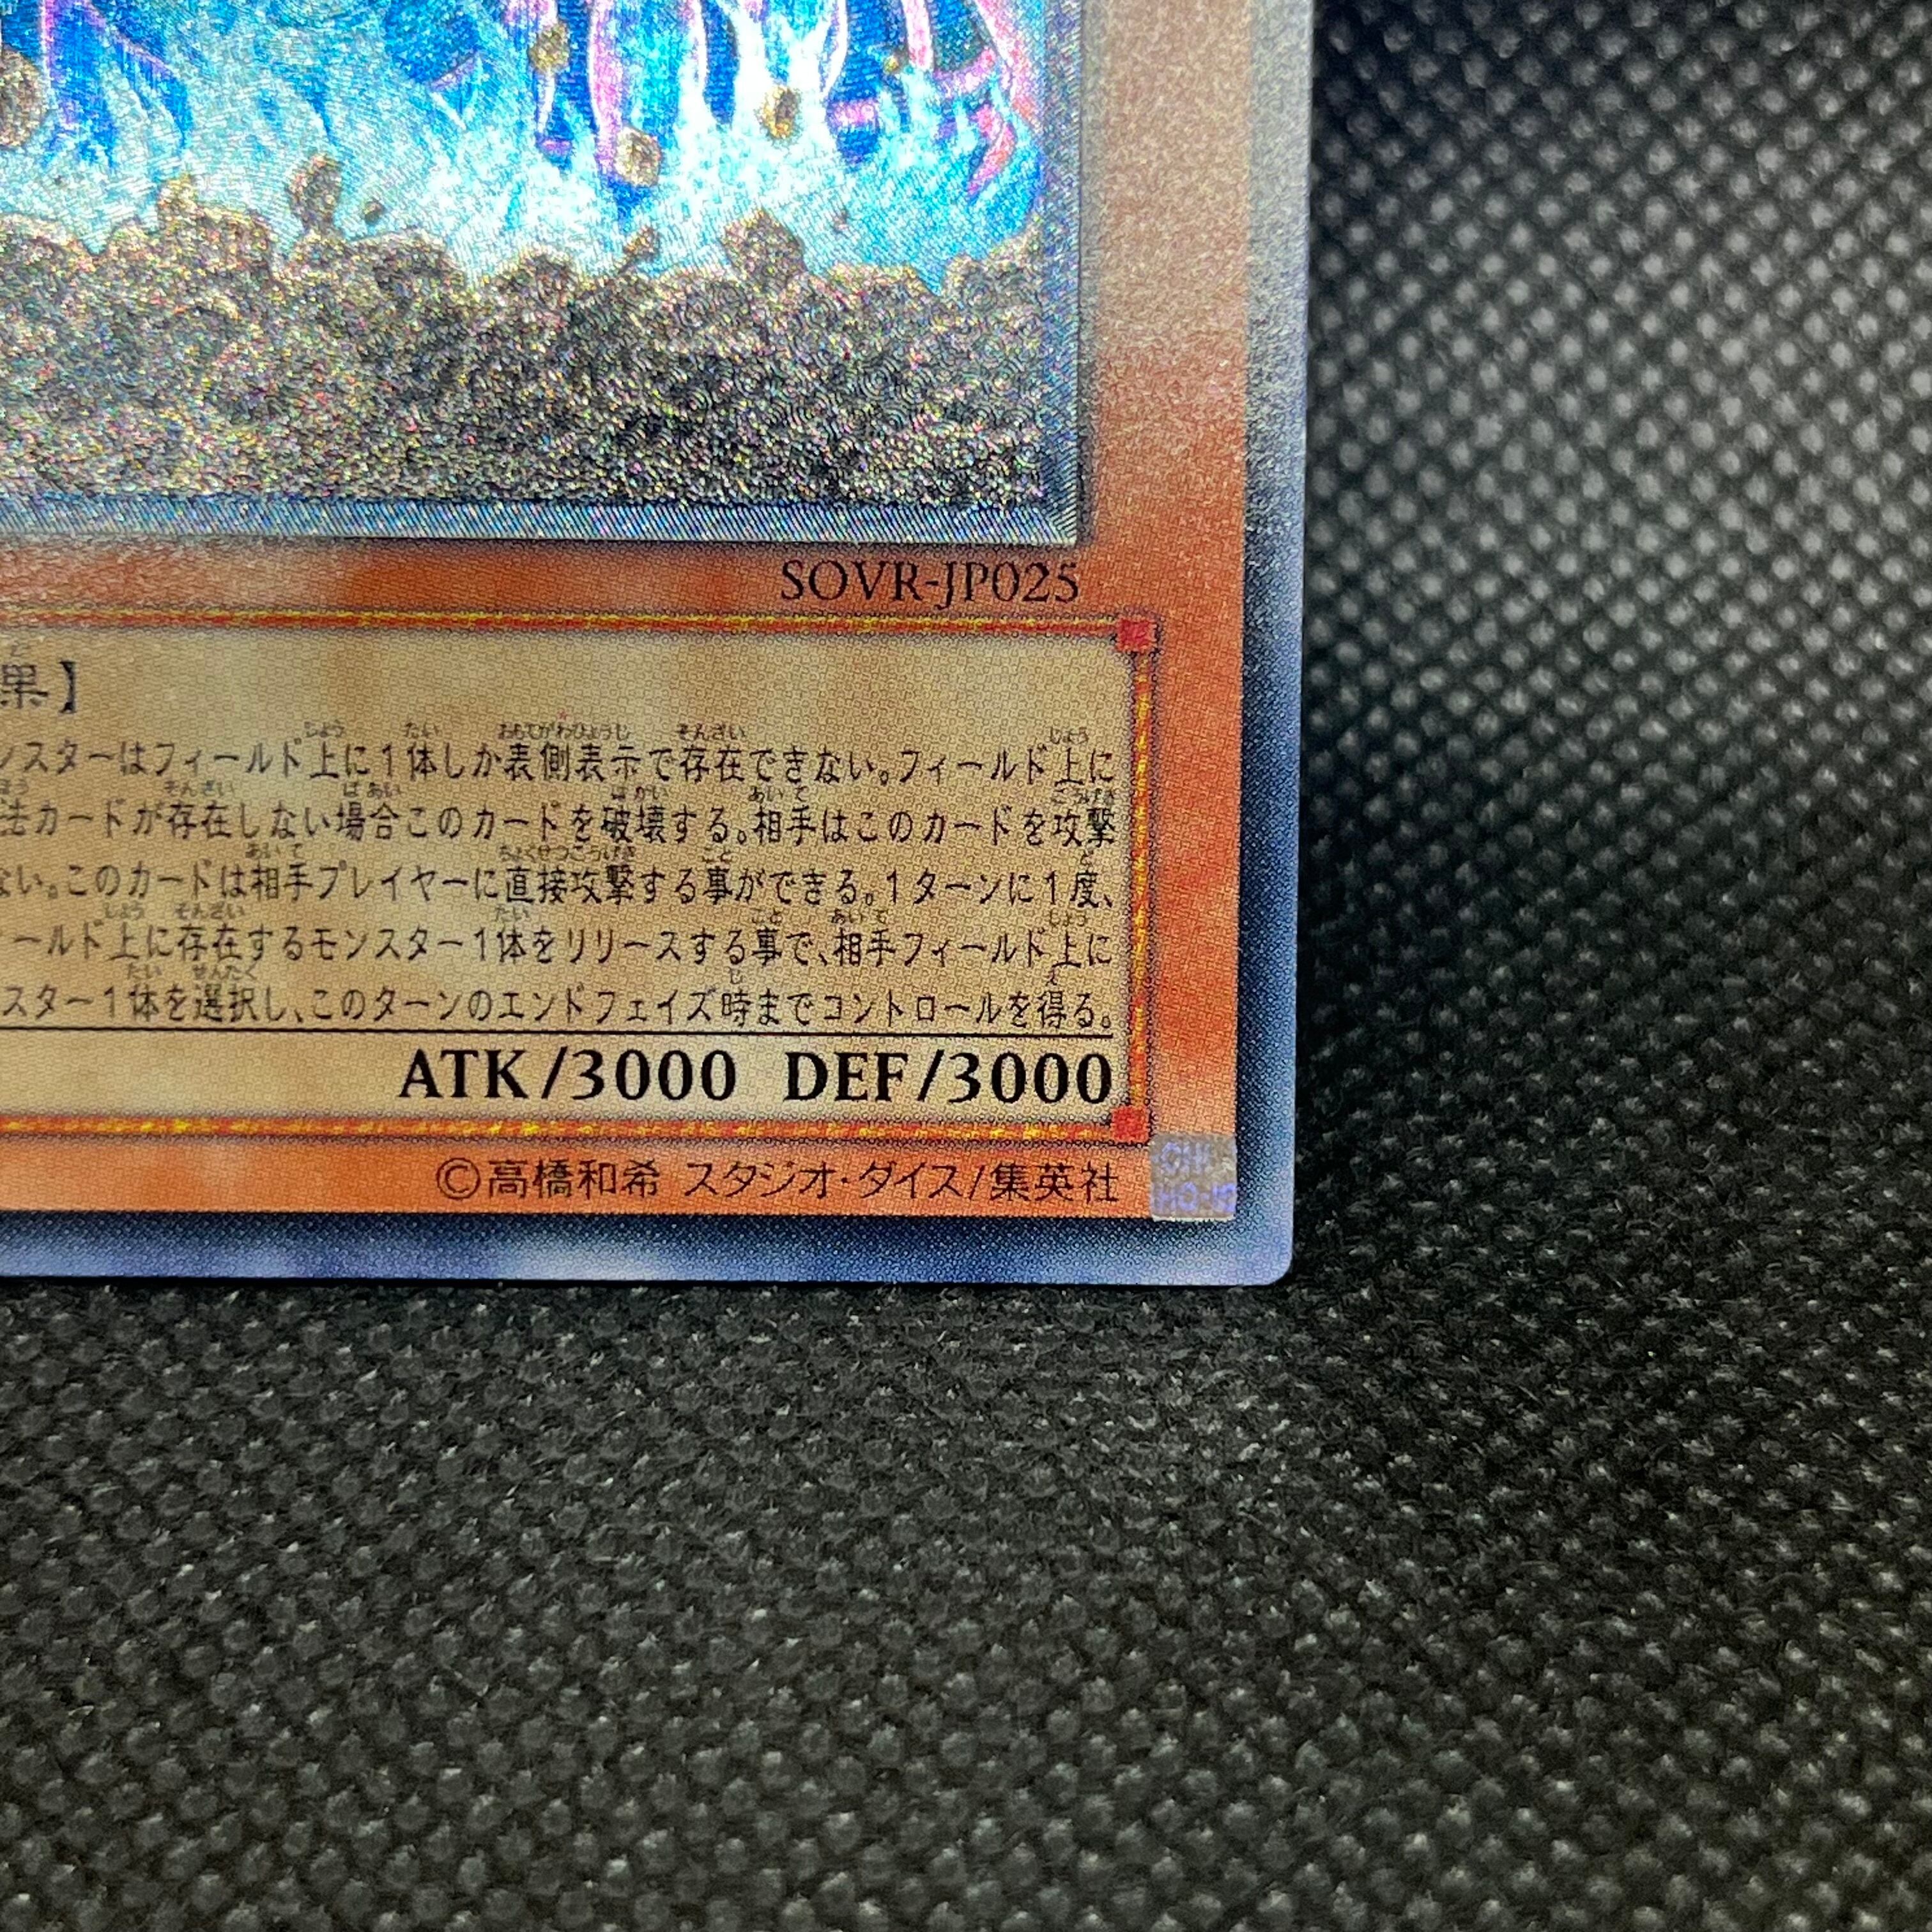 SOVR-JP025
果】
ンスターはフィールド上に1体しか表側表示で存在できない。フィールド上に
法カードが存在しない場合このカードを破壊する。相手はこのカードを攻撃
ない。このカードは相手プレイヤーに直接攻撃する事ができる。1ターンに1度、
ィールド上に存在するモンスター1体をリリースする事で、相手フィールド上に
スター1体を選択し、このターンのエンドフェイズ時までコントロールを得る。
ATK/3000 DEF/3000
©高橋和希 スタジオ・ダイス/集英社